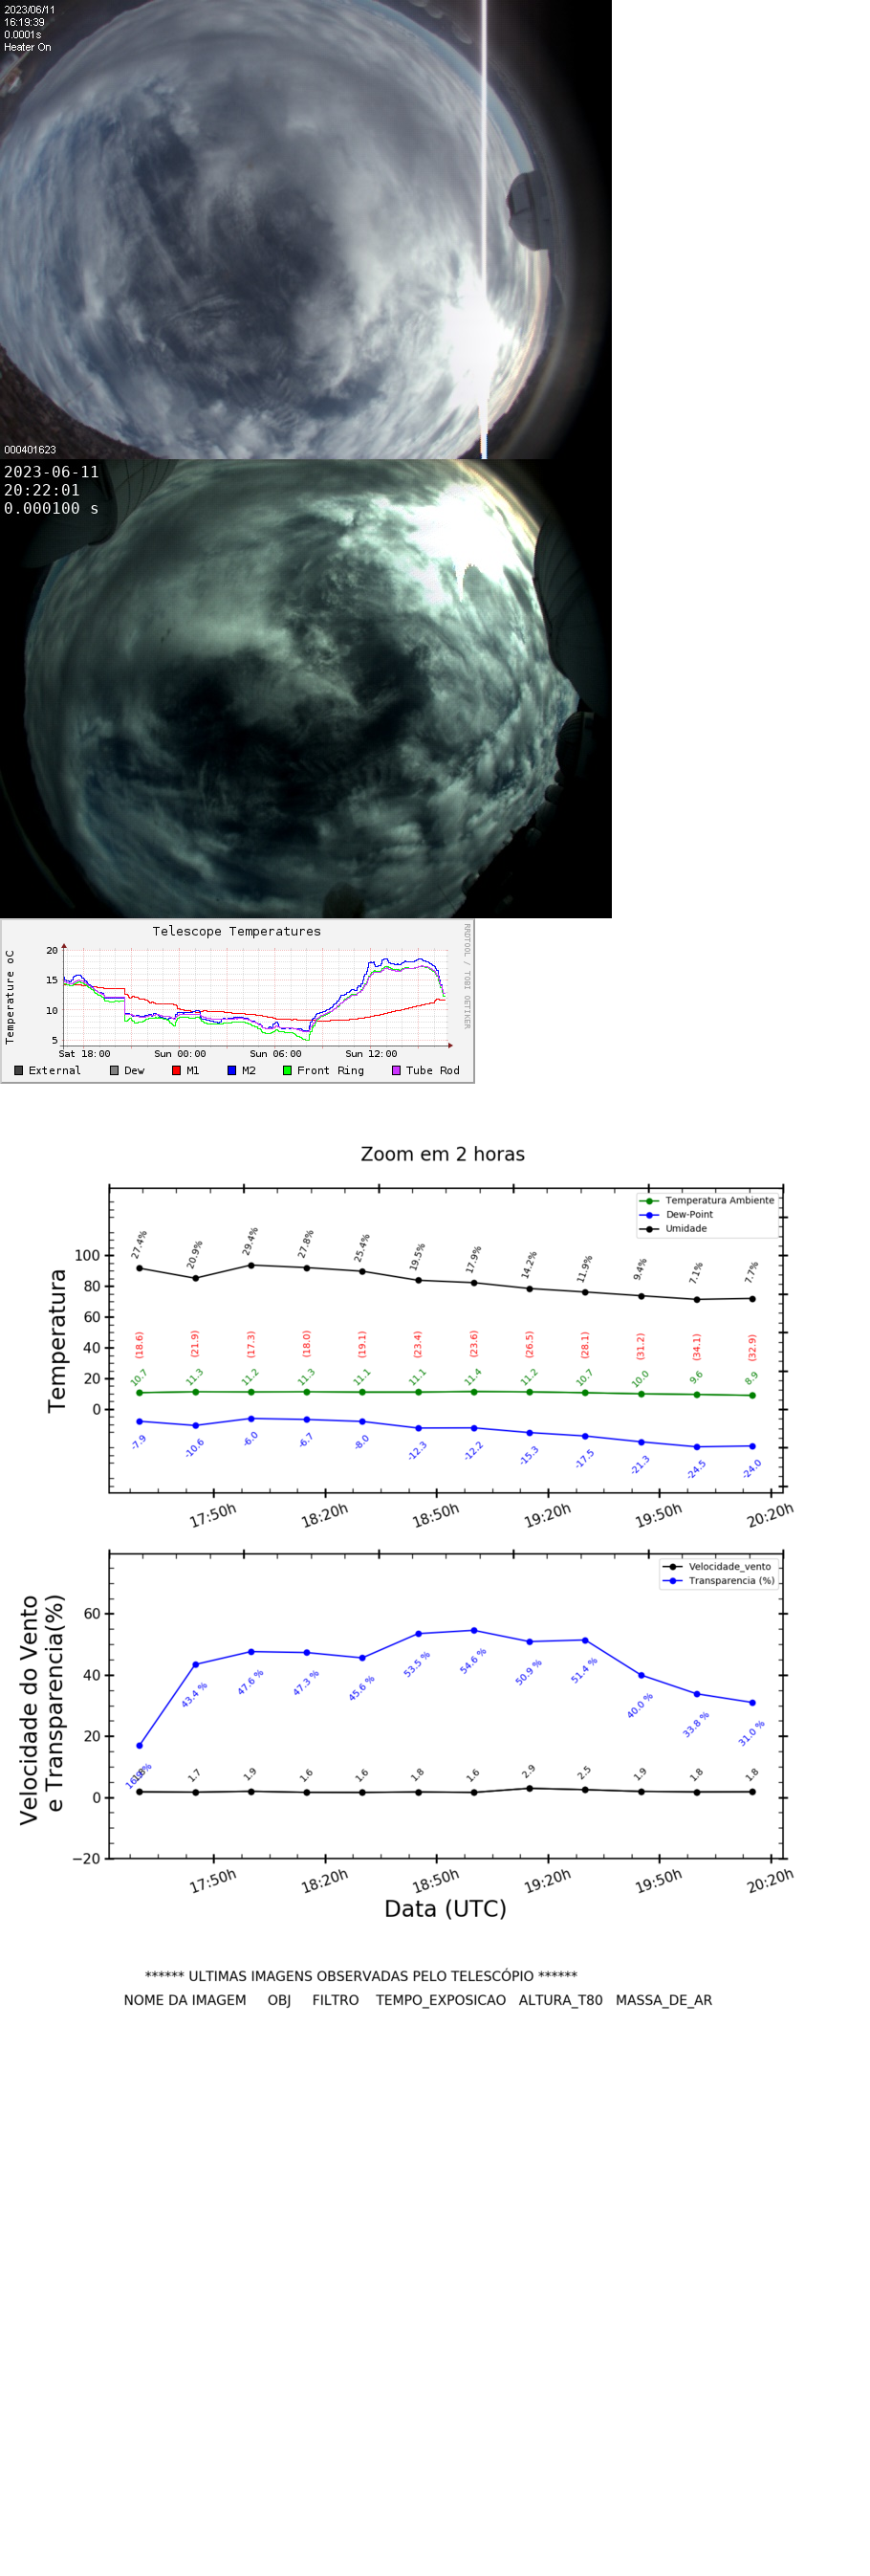 2023/06/11
16:19:39
0.0001s
Heater On
000401623
2023-06-11
20:22:01
0.000100 s
Telescope Temperatures
RRDTOOL / TOBI OETIKER
Temperature oC
20
15
10
5
Sat 18:00 Sun 00:00 Sun 06:00 Sun 12:00
External Dew M1 M2 Front Ring Tube Rod
Zoom em 2 horas
Temperatura Ambiente
Dew-Point
Umidade
Temperatura
100
80
60
40
20
0
27.4% 20.9% 29.4% 27.8% 25.4% 19.5% 17.9% 14.2% 11.9% 9.4% 7.1% 7.7%
(18.6) (21.9) (17.3) (18.0) (19.1) (23.4) (23.6) (26.5) (28.1) (31.2) (34.1) (32.9)
10.7 11.3 11.2 11.3 11.1 11.1 11.4 11.2 10.7 10.0 9.6 8.9
-7.9 -10.6 -6.0 -6.7 -8.0 -12.3 -12.2 -15.3 -17.5 -21.3 -24.5 -24.0
17:50h 18:20h 18:50h 19:20h 19:50h 20:20h
Velocidade_vento
Transparencia (%)
Velocidade do Vento
e Transparencia(%)
60
40
20
0
−20
43.4 % 47.6 % 47.3 % 45.6 % 53.5 % 54.6 % 50.9 % 51.4 % 40.0 % 33.8 % 31.0 %
1.7 1.9 1.6 1.6 1.8 1.6 2.9 2.5 1.9 1.8 1.8
17:50h 18:20h 18:50h 19:20h 19:50h 20:20h
Data (UTC)
****** ULTIMAS IMAGENS OBSERVADAS PELO TELESCÓPIO ******
NOME DA IMAGEM OBJ FILTRO TEMPO_EXPOSICAO ALTURA_T80 MASSA_DE_AR